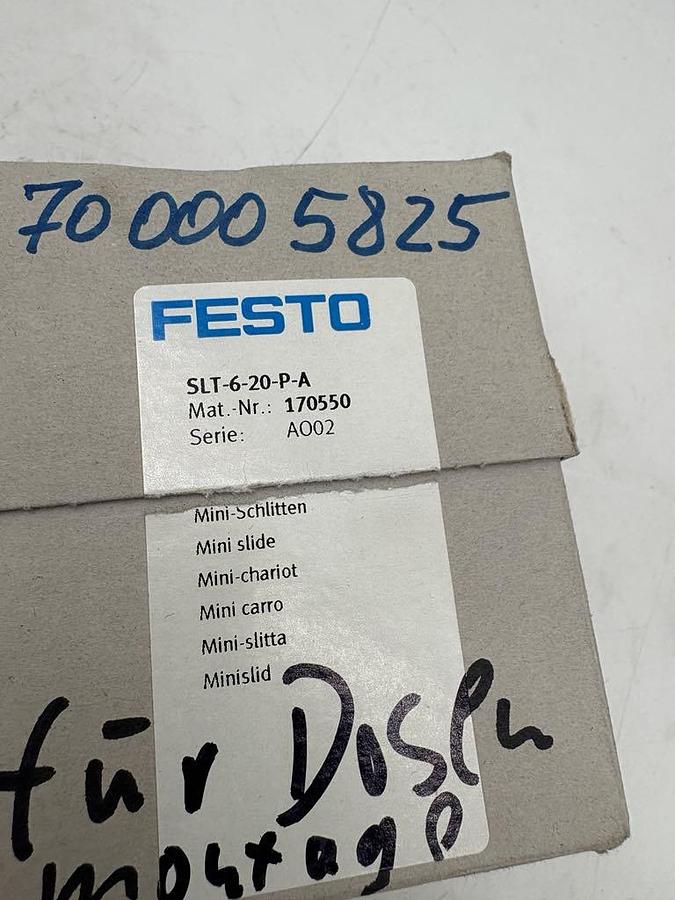 70 000 5825
FESTO
SLT-6-20-P-A
Mat.-Nr.: 170550
Serie: AO02
Mini-Schlitten
Mini slide
Mini-chariot
Mini carro
Mini-slitta
Minislid
für Dosen
montage